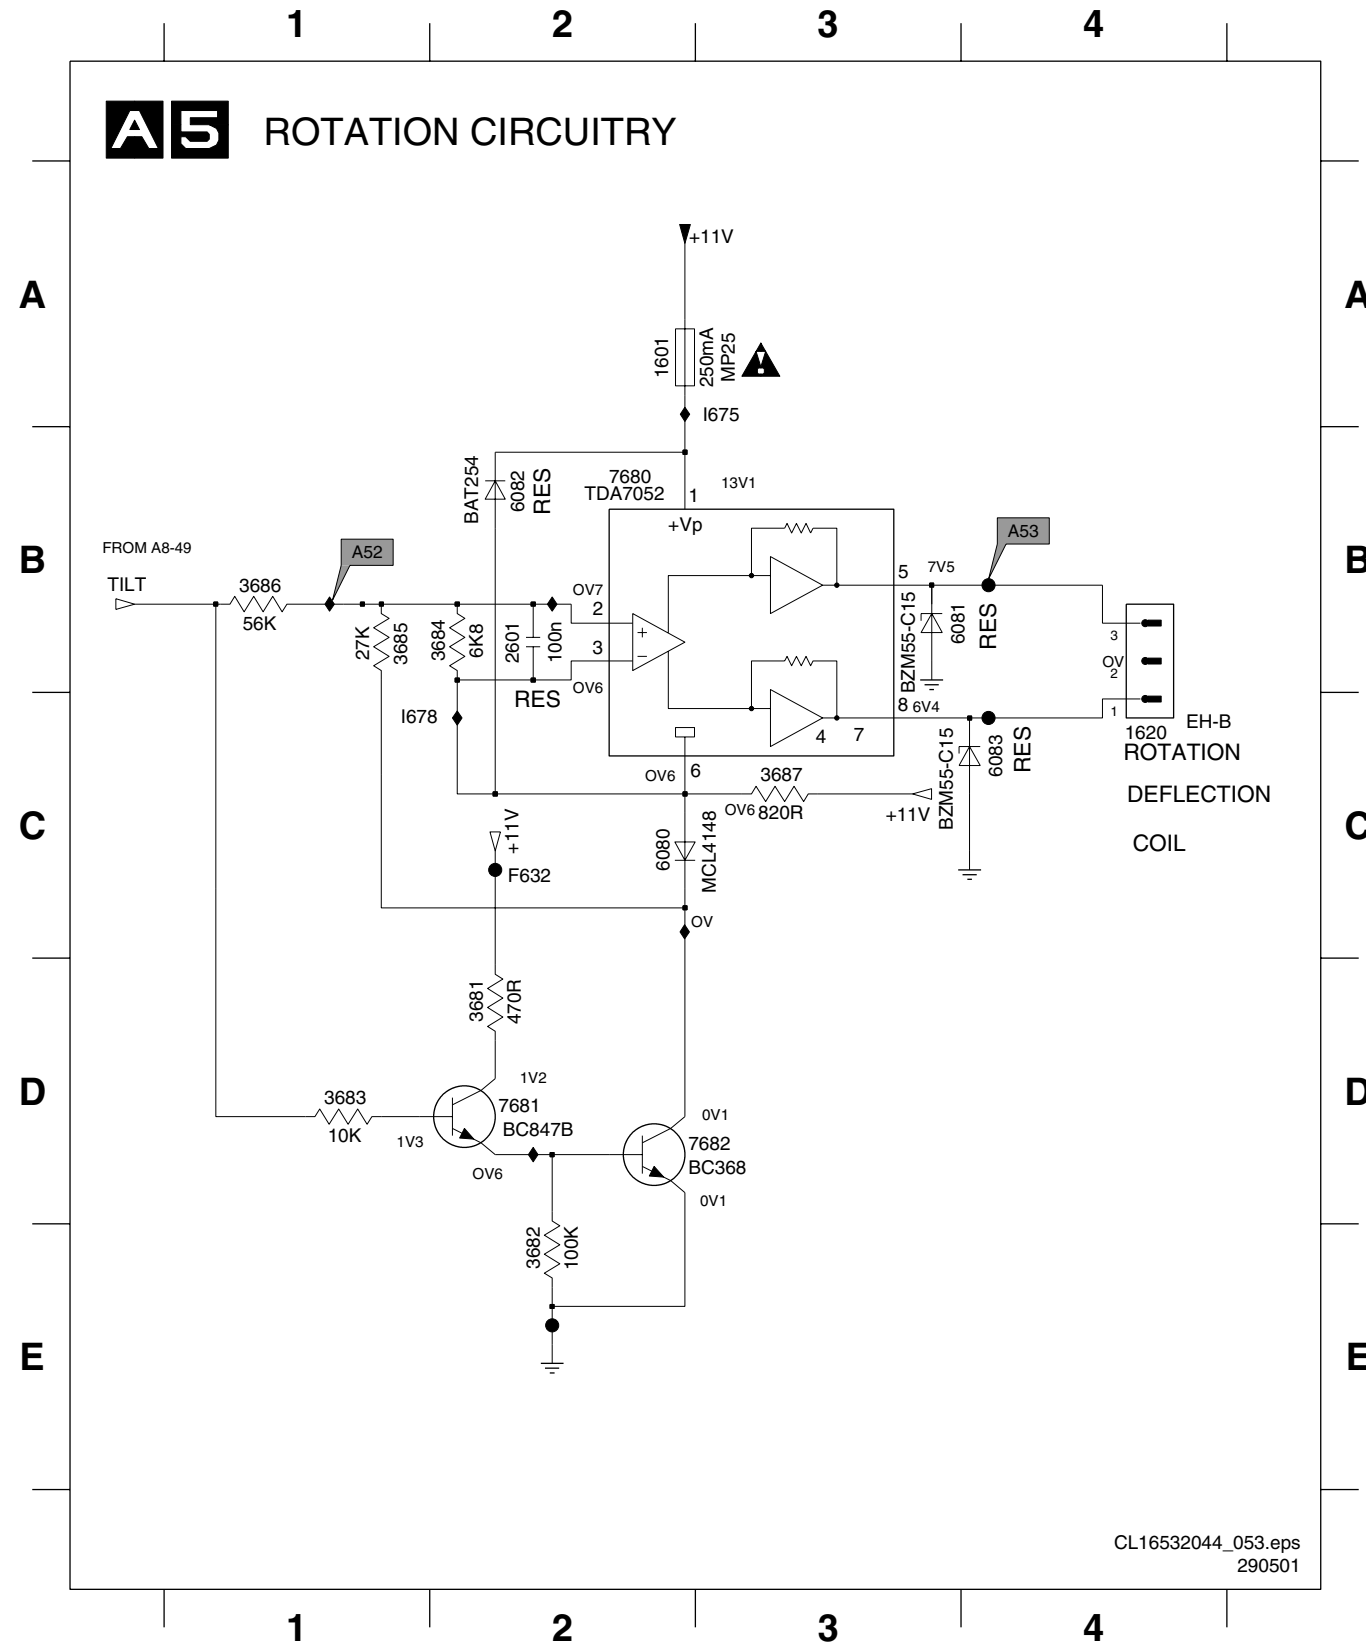 1 2 3 4
A5 ROTATION CIRCUITRY
+11V
A A
1601
250mA
MP25
I675
BAT254
6082
RES
7680
TDA7052
1
13V1
+Vp
FROM A8-49
A52
A53
B B
TILT
3686
56K
OV7
2
5
7V5
27K
3685
3684
6K8
2601
100n
+
3
-
BZM55-C15
6081
RES
3
OV
2
RES
OV6
I678
8
6V4
1
4 7
1620
EH-B
ROTATION
DEFLECTION
COIL
OV6
6
3687
OV6
820R
+11V
BZM55-C15
6083
RES
C C
+11V
F632
6080
MCL4148
OV
3681
470R
D D
3683
10K
1V3
1V2
7681
BC847B
OV6
0V1
7682
BC368
0V1
3682
100K
E E
CL16532044_053.eps
290501
1 2 3 4